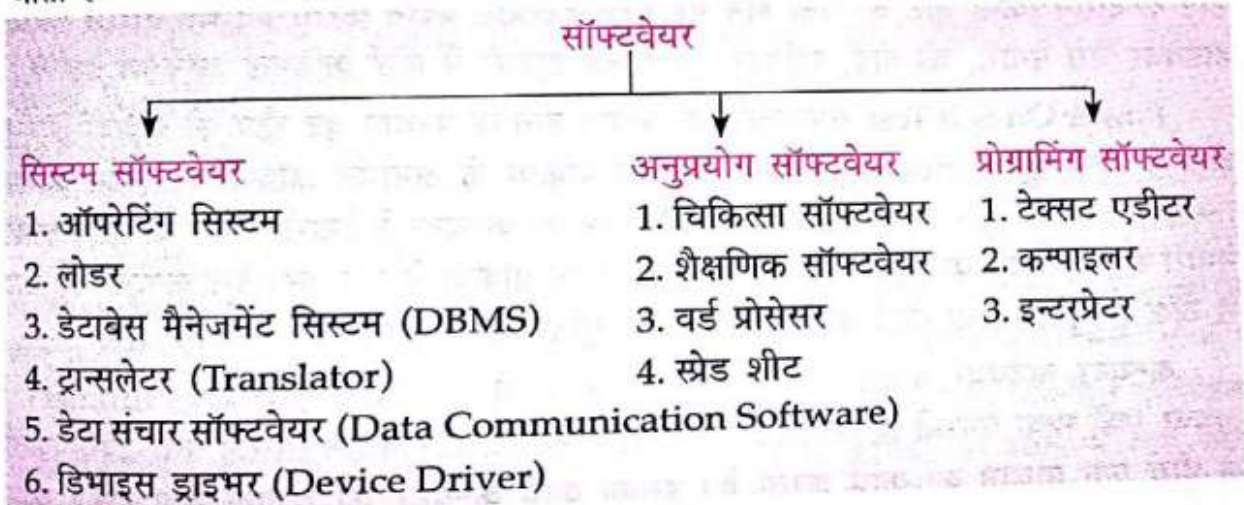 सॉफ्टवेयर
सिस्टम सॉफ्टवेयर
1. ऑपरेटिंग सिस्टम
2. लोडर
3. डेटाबेस मैनेजमेंट सिस्टम (DBMS)
4. ट्रान्सलेटर (Translator)
5. डेटा संचार सॉफ्टवेयर (Data Communication Software)
6. डिभाइस ड्राइभर (Device Driver)
अनुप्रयोग सॉफ्टवेयर
1. चिकित्सा सॉफ्टवेयर
2. शैक्षणिक सॉफ्टवेयर
3. वर्ड प्रोसेसर
4. स्प्रेड शीट
प्रोग्रामिंग सॉफ्टवेयर
1. टेक्सट एडीटर
2. कम्पाइलर
3. इन्टरप्रेटर